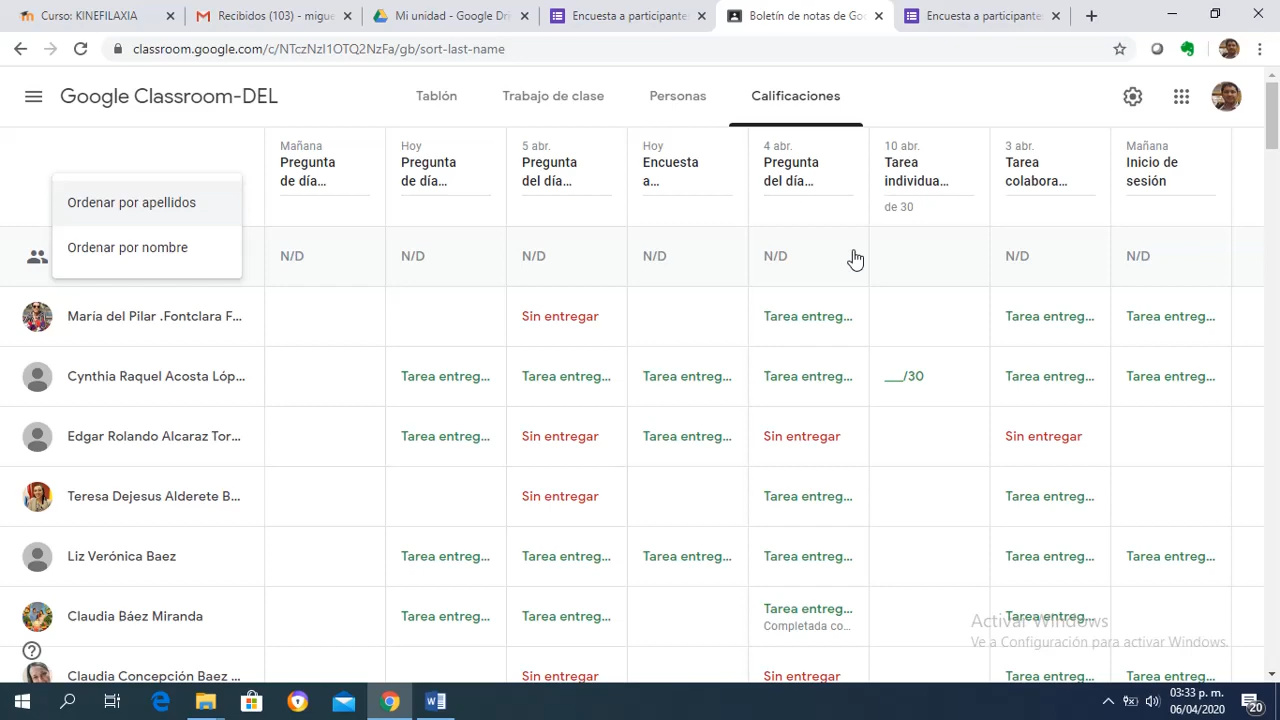 Curso: KINEFILAXIA
Recibidos (103) - migue
Mi unidad - Google Dri
Encuesta a participante
Boletín de notas de Go
Encuesta a participante
classroom.google.com/c/NTczNzI1OTQ2NzFa/gb/sort-last-name
Google Classroom-DEL
Tablón
Trabajo de clase
Personas
Calificaciones
Mañana
Pregunta
de día...
Hoy
Pregunta
de día...
5 abr.
Pregunta
del día...
Hoy
Encuesta
a...
4 abr.
Pregunta
del día...
10 abr.
Tarea
individua...
de 30
3 abr.
Tarea
colabora...
Mañana
Inicio de
sesión
Ordenar por apellidos
Ordenar por nombre
N/D N/D N/D N/D N/D N/D N/D
Maria del Pilar .Fontclara F... Sin entregar Tarea entreg... Tarea entreg... Tarea entreg...
Cynthia Raquel Acosta Lóp... Tarea entreg... Tarea entreg... Tarea entreg... Tarea entreg... ___/30 Tarea entreg... Tarea entreg...
Edgar Rolando Alcaraz Tor... Tarea entreg... Sin entregar Tarea entreg... Sin entregar Sin entregar
Teresa Dejesus Alderete B... Sin entregar Tarea entreg... Tarea entreg...
Liz Verónica Baez Tarea entreg... Tarea entreg... Tarea entreg... Tarea entreg... Tarea entreg... Tarea entreg...
Claudia Báez Miranda Tarea entreg... Tarea entreg... Tarea entreg... Tarea entreg...
Completada co...
Activar Windows
Ve a Configuración para activar Windows.
Claudia Concepción Baez ... Sin entregar Sin entregar Tarea entreg... Tarea entreg...
03:33 p. m.
06/04/2020
20